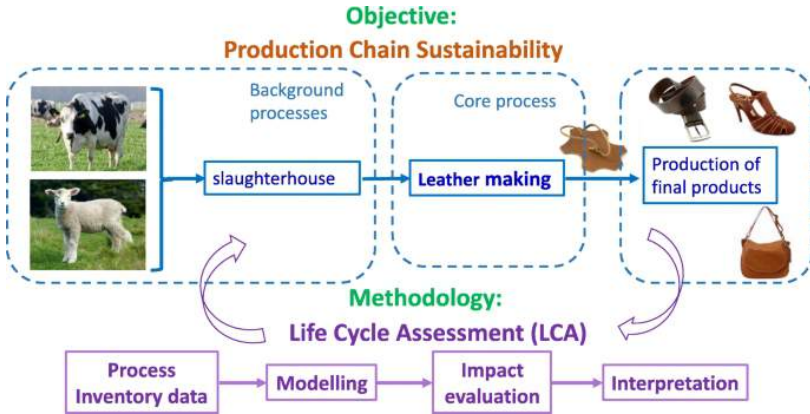 Objective:
Production Chain Sustainability
Background
processes
Core process
slaughterhouse
Leather making
Production of
final products
Methodology:
Life Cycle Assessment (LCA)
Process
Inventory data
Modelling
Impact
evaluation
Interpretation